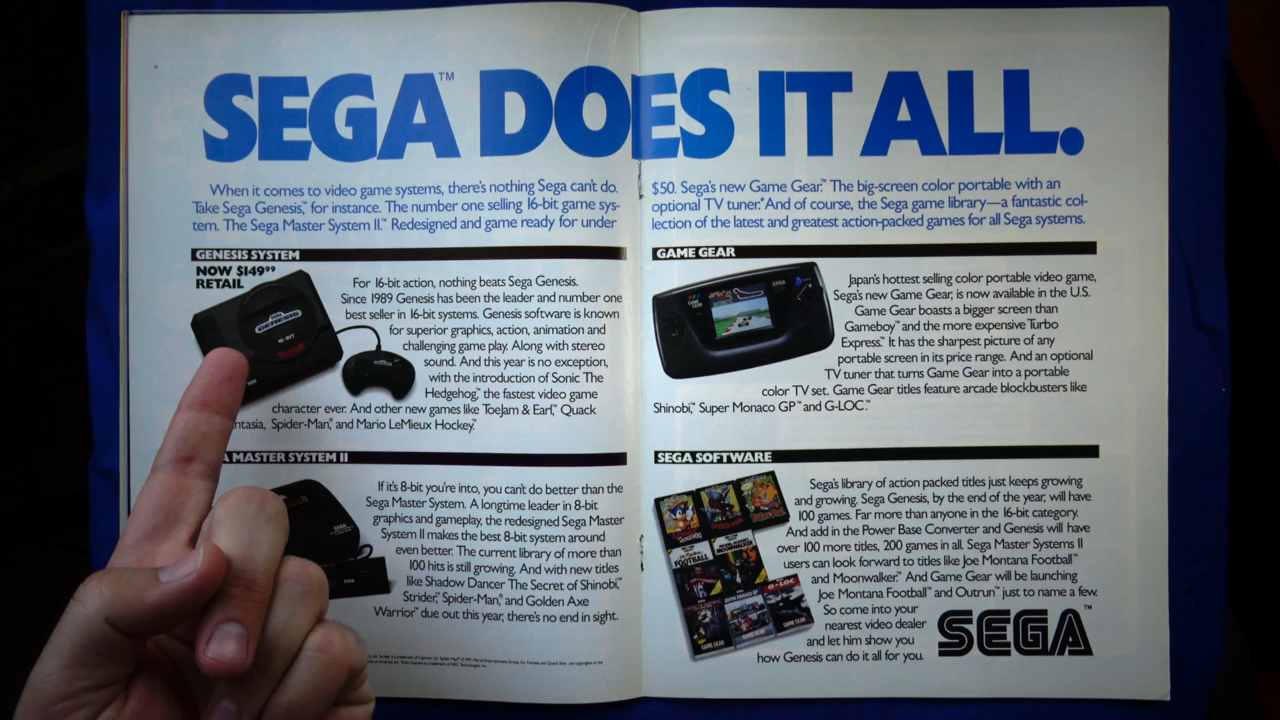 SEGA™ DOES IT ALL.
When it comes to video game systems, there's nothing Sega can't do.
Take Sega Genesis,™ for instance. The number one selling 16-bit game sys-
tem. The Sega Master System II.™ Redesigned and game ready for under
$50. Sega's new Game Gear.™ The big-screen color portable with an
optional TV tuner.* And of course, the Sega game library—a fantastic col-
lection of the latest and greatest action-packed games for all Sega systems.
GENESIS SYSTEM
NOW $149⁹⁹
RETAIL
For 16-bit action, nothing beats Sega Genesis.
Since 1989 Genesis has been the leader and number one
best seller in 16-bit systems. Genesis software is known
for superior graphics, action, animation and
challenging game play. Along with stereo
sound. And this year is no exception,
with the introduction of Sonic The
Hedgehog,™ the fastest video game
character ever. And other new games like ToeJam & Earl,™ Quack
Spider-Man,® and Mario LeMieux Hockey.™
GENESIS
16-BIT
MASTER SYSTEM II
If it's 8-bit you're into, you can't do better than the
Sega Master System. A longtime leader in 8-bit
graphics and gameplay, the redesigned Sega Master
System II makes the best 8-bit system around
even better. The current library of more than
100 hits is still growing. And with new titles
like Shadow Dancer The Secret of Shinobi,™
Strider,™ Spider-Man,® and Golden Axe
Warrior™ due out this year, there's no end in sight.
SEGA
SEGA
GAME GEAR
Japan's hottest selling color portable video game,
Sega's new Game Gear, is now available in the U.S.
Game Gear boasts a bigger screen than
Gameboy™ and the more expensive Turbo
Express.™ It has the sharpest picture of any
portable screen in its price range. And an optional
TV tuner that turns Game Gear into a portable
color TV set. Game Gear titles feature arcade blockbusters like
Shinobi,™ Super Monaco GP™ and G-LOC.™
GAME
GEAR
SEGA
SEGA SOFTWARE
Sega's library of action packed titles just keeps growing
and growing. Sega Genesis, by the end of the year, will have
100 games. Far more than anyone in the 16-bit category.
And add in the Power Base Converter and Genesis will have
over 100 more titles, 200 games in all. Sega Master Systems II
users can look forward to titles like Joe Montana Football™
and Moonwalker.™ And Game Gear will be launching
Joe Montana Football™ and Outrun™ just to name a few.
So come into your
nearest video dealer
and let him show you
how Genesis can do it all for you.
FOOTBALL
MOONWALKER
G-LOC
GAME GEAR
GAME GEAR
GAME GEAR
SEGA™